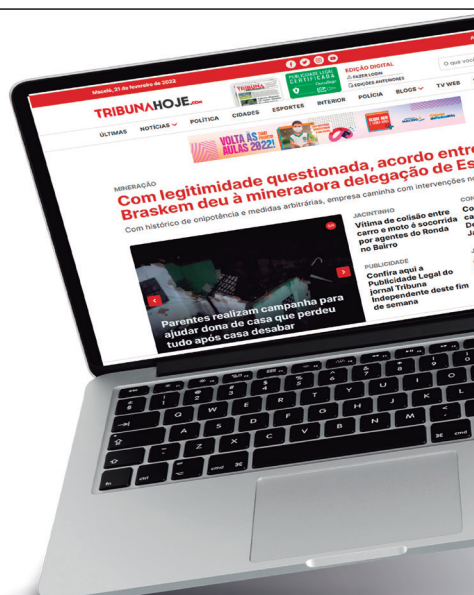 Maceió, 21 de fevereiro de 2022
TRIBUNAHOJE.COM
TRIBUNA
PUBLICIDADE LEGAL
CERTIFICADA
EDIÇÃO DIGITAL
FAZER LOGIN
EDIÇÕES ANTERIORES
O que você
ÚLTIMAS NOTÍCIAS POLÍTICA CIDADES ESPORTES INTERIOR POLÍCIA BLOGS TV WEB
VOLTA ÀS
AULAS 2022!
MINERAÇÃO
Com legitimidade questionada, acordo entre
Braskem deu à mineradora delegação de Es
Com histórico de onipotência e medidas arbitrárias, empresa caminha com intervenções
Parentes realizam campanha para
ajudar dona de casa que perdeu
tudo após casa desabar
JACINTINHO
Vítima de colisão entre
carro e moto é socorrida
por agentes do Ronda
no Bairro
PUBLICIDADE
Confira aqui a
Publicidade Legal do
jornal Tribuna
Independente deste fim
de semana
Q W E R T Y U I O
A S D F G H J K L
Z X C V B N M
fn ctrl cmd ⌘ ⌘ cmd